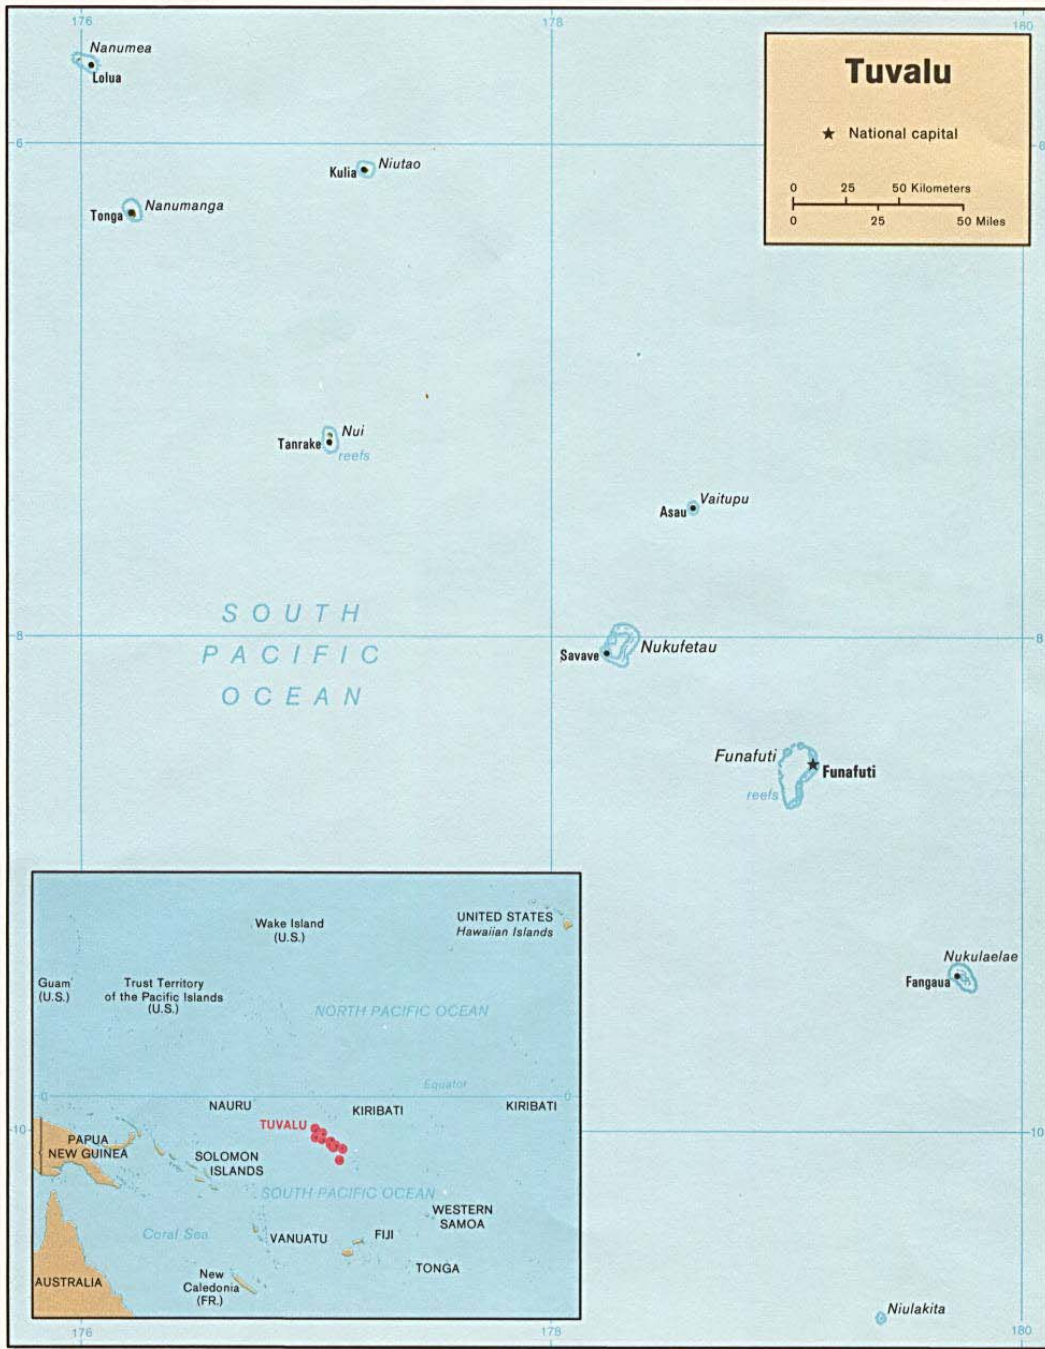 176
178
180
Nanumea
Lolua
Tuvalu
★ National capital
0 25 50 Kilometers
0 25 50 Miles
6
6
Kulia
Niutao
Tonga
Nanumanga
Tanrake
Nui
reefs
Vaitupu
Asau
SOUTH
PACIFIC
OCEAN
8
8
Savave
Nukufetau
Funafuti
Funafuti
reefs
Nukulaelae
Fangaua
10
10
Niulakita
176
178
180
Wake Island
(U.S.)
UNITED STATES
Hawaiian Islands
Guam
(U.S.)
Trust Territory
of the Pacific Islands
(U.S.)
NORTH PACIFIC OCEAN
Equator
0
0
NAURU
KIRIBATI
KIRIBATI
TUVALU
PAPUA
NEW GUINEA
SOLOMON
ISLANDS
SOUTH PACIFIC OCEAN
WESTERN
SAMOA
Coral Sea
VANUATU
FIJI
TONGA
New
Caledonia
(FR.)
AUSTRALIA